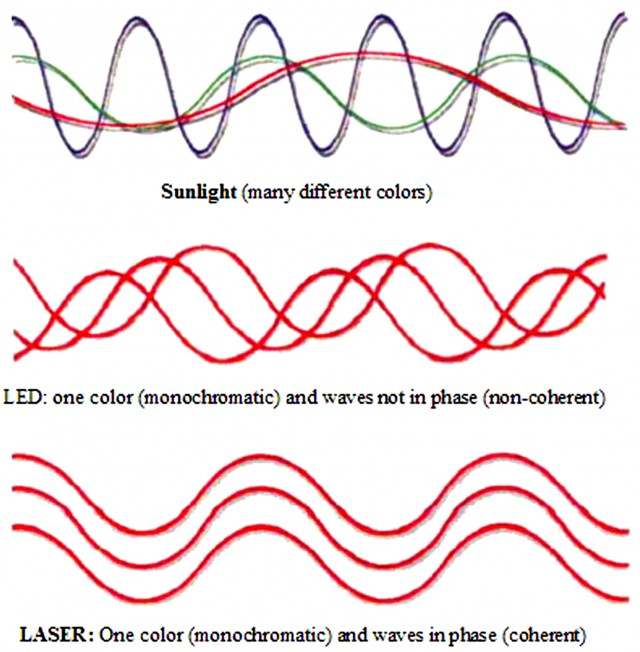 Sunlight (many different colors)
LED: one color (monochromatic) and waves not in phase (non-coherent)
LASER: One color (monochromatic) and waves in phase (coherent)